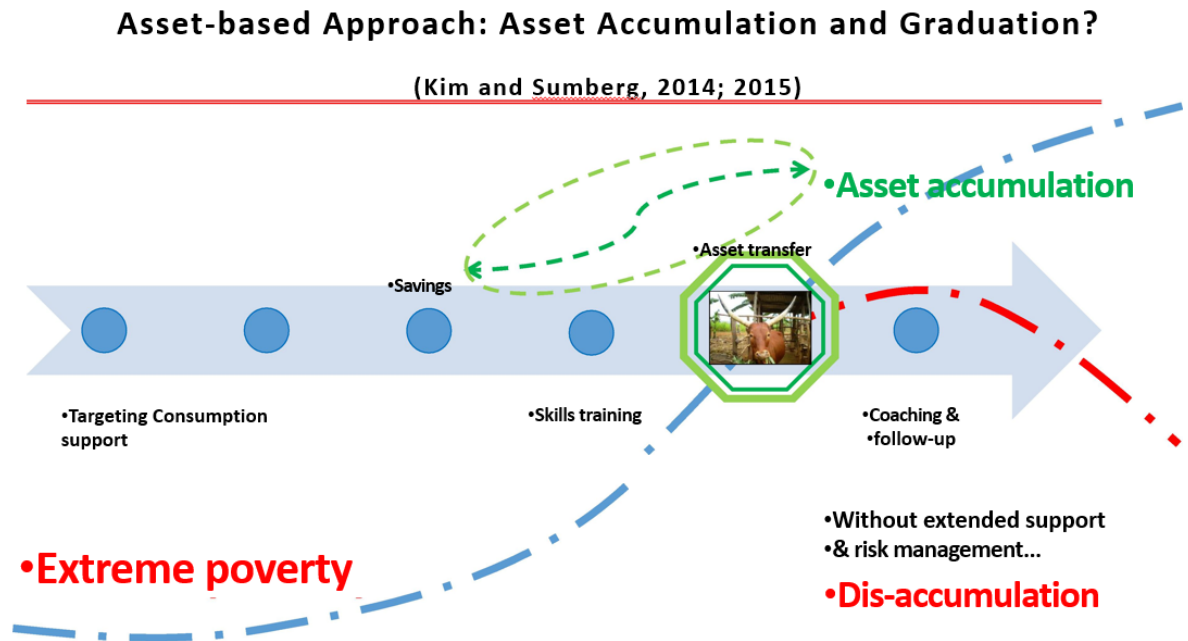 Asset-based Approach: Asset Accumulation and Graduation?
(Kim and Sumberg, 2014; 2015)
•Asset accumulation
•Asset transfer
•Savings
•Targeting Consumption
support
•Skills training
•Coaching &
•follow-up
•Without extended support
•& risk management...
•Extreme poverty
•Dis-accumulation